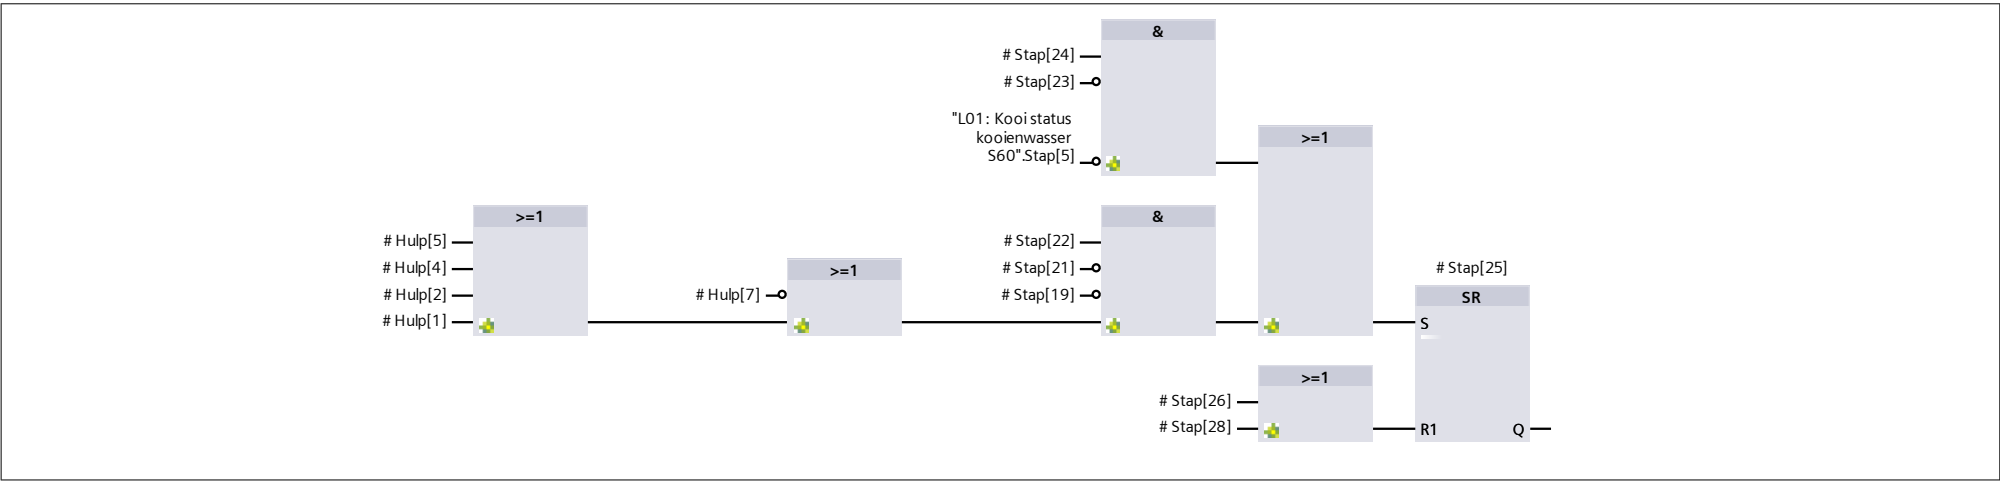 &
# Stap[24]
# Stap[23]
"L01: Kooi status
kooienwasser
S60".Stap[5]
>=1
>=1
# Hulp[5]
# Hulp[4]
# Hulp[2]
# Hulp[1]
>=1
# Hulp[7]
&
# Stap[22]
# Stap[21]
# Stap[19]
# Stap[25]
SR
S
R1
Q
>=1
# Stap[26]
# Stap[28]